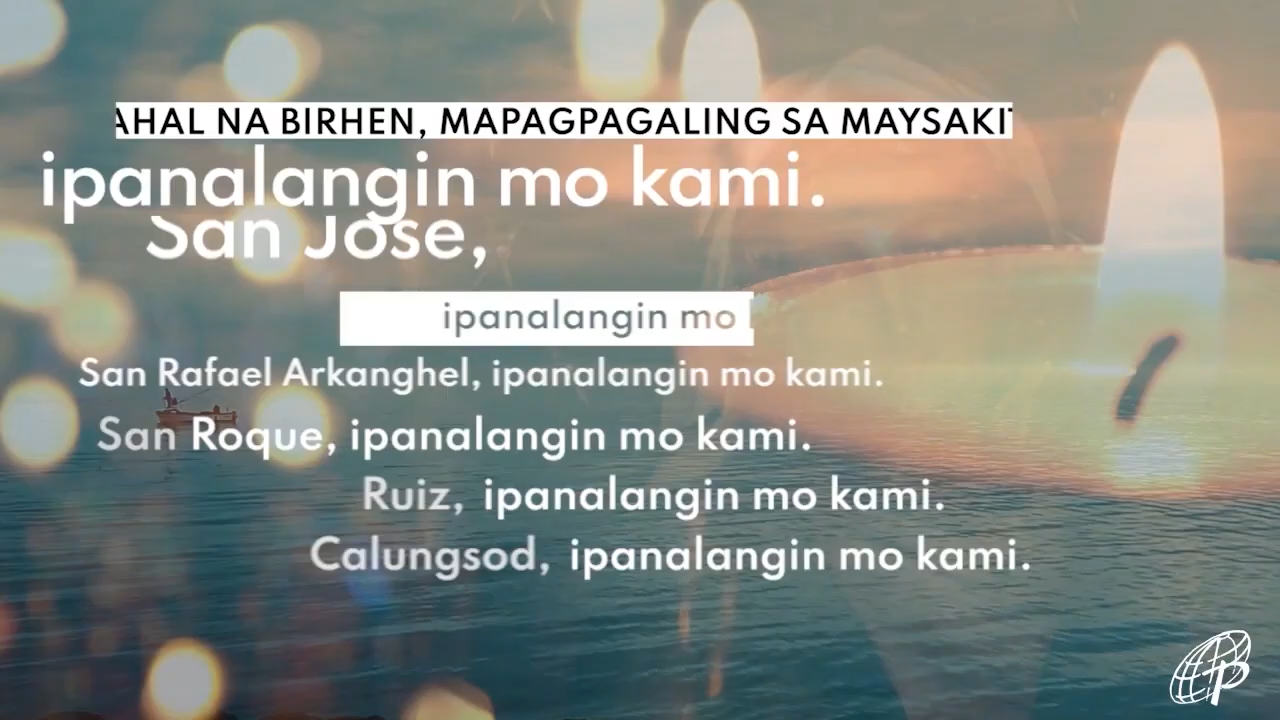 AHAL NA BIRHEN, MAPAGPAGALING SA MAYSAKIT
ipanalangin mo kami.
San Jose,
ipanalangin mo
San Rafael Arkanghel, ipanalangin mo kami.
San Roque, ipanalangin mo kami.
Ruiz, ipanalangin mo kami.
Calungsod, ipanalangin mo kami.